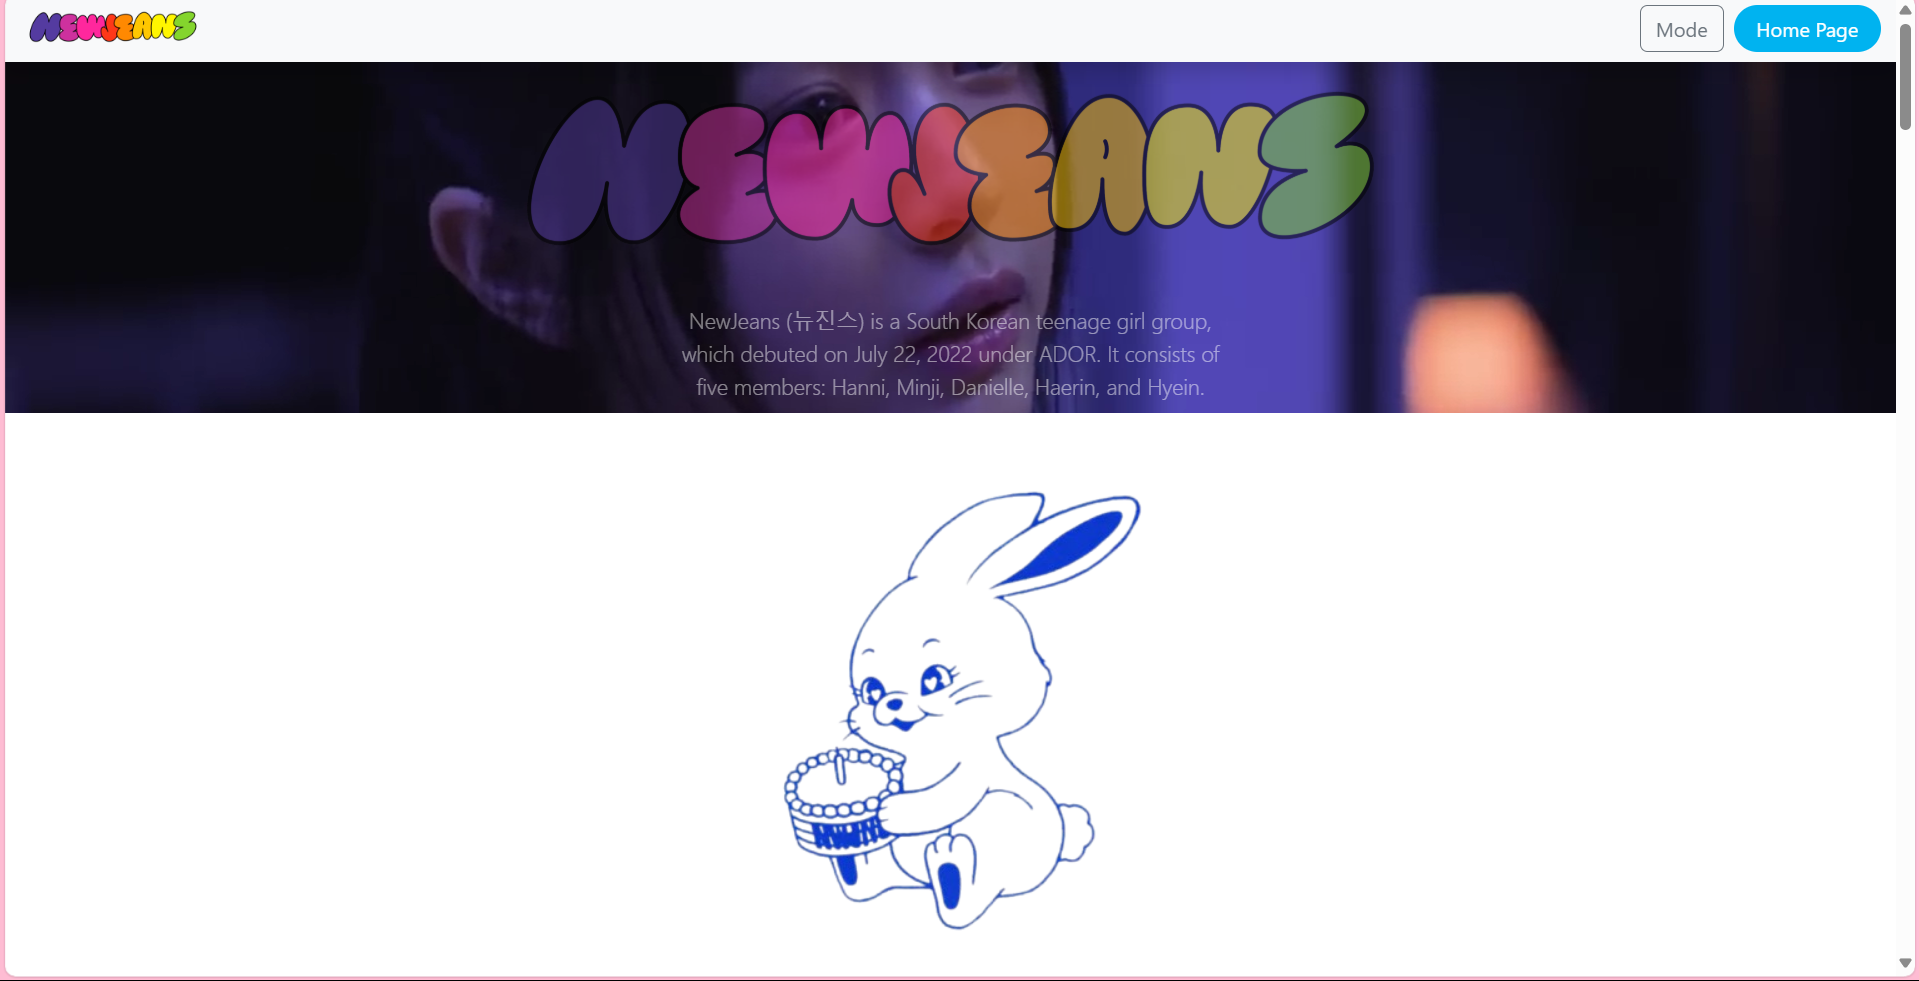 NEWJEANS
Mode
Home Page
NEWJEANS
NewJeans (뉴진스) is a South Korean teenage girl group,
which debuted on July 22, 2022 under ADOR. It consists of
five members: Hanni, Minji, Danielle, Haerin, and Hyein.